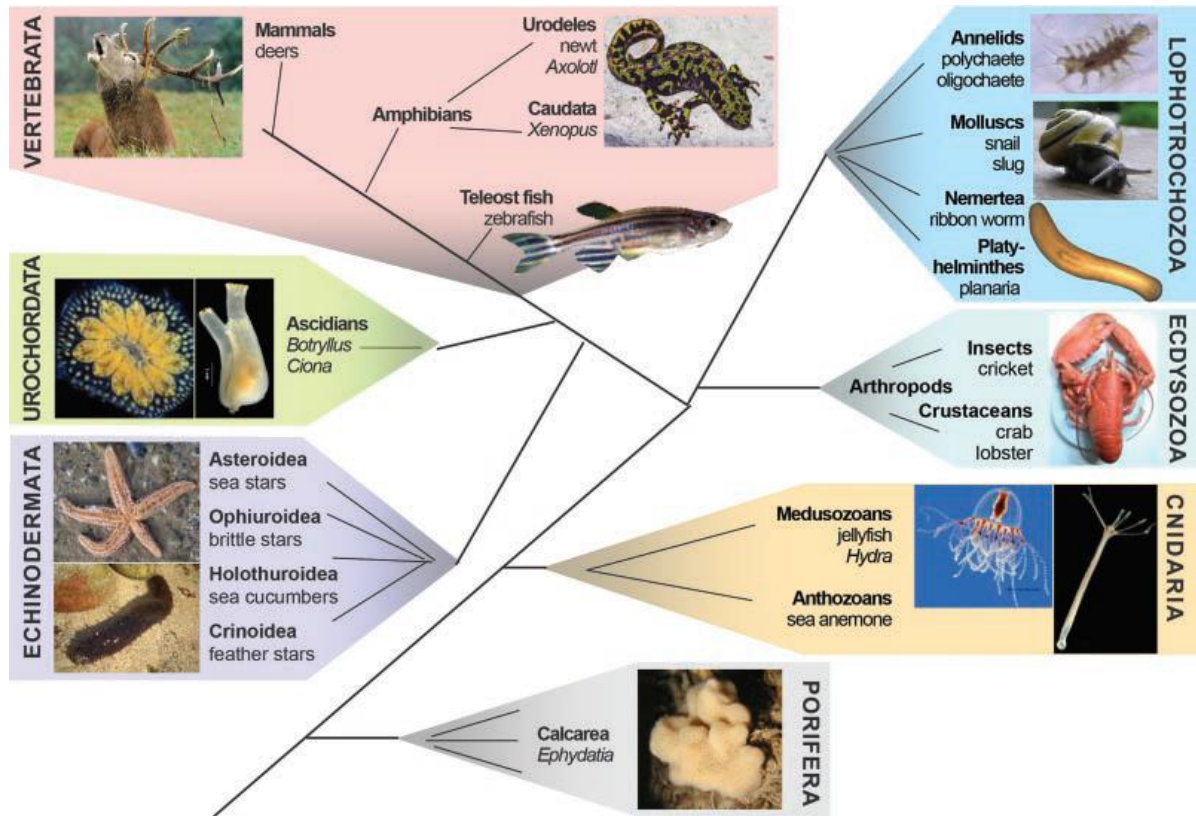 VERTEBRATA
Mammals
deers
Urodeles
newt
Axolotl
Amphibians
Caudata
Xenopus
Teleost fish
zebrafish
LOPHOTROCHOZOA
Annelids
polychaete
oligochaete
Molluscs
snail
slug
Nemertea
ribbon worm
Platy-
helminthes
planaria
UROCHORDATA
Ascidians
Botryllus
Ciona
ECDYSOZOA
Insects
cricket
Arthropods
Crustaceans
crab
lobster
ECHINODERMATA
Asteroidea
sea stars
Ophiuroidea
brittle stars
Holothuroidea
sea cucumbers
Crinoidea
feather stars
CNIDARIA
Medusozoans
jellyfish
Hydra
Anthozoans
sea anemone
PORIFERA
Calcarea
Ephydatia